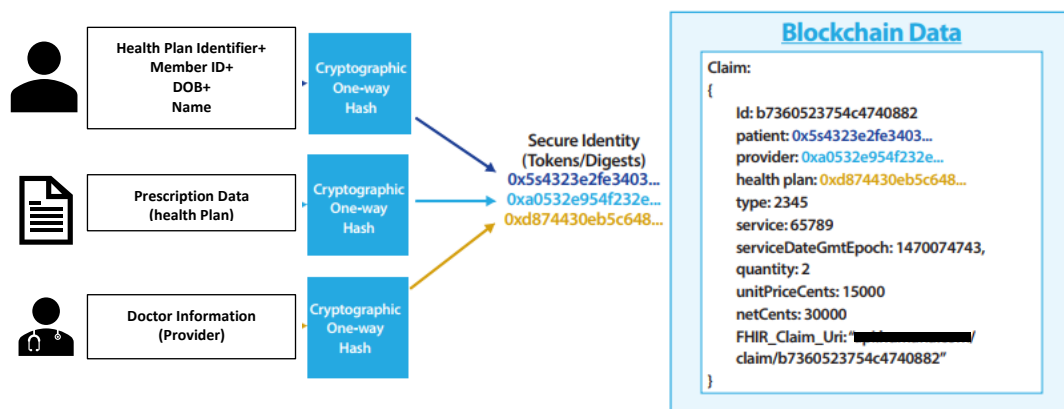 Health Plan Identifier+
Member ID+
DOB+
Name
Cryptographic
One-way
Hash
Prescription Data
(health Plan)
Cryptographic
One-way
Hash
Doctor Information
(Provider)
Cryptographic
One-way
Hash
Secure Identity
(Tokens/Digests)
0x5s4323e2fe3403...
0xa0532e954f232e...
0xd874430eb5c648...
Blockchain Data
Claim:
{
Id: b7360523754c4740882
patient: 0x5s4323e2fe3403...
provider: 0xa0532e954f232e...
health plan: 0xd874430eb5c648...
type: 2345
service: 65789
serviceDateGmtEpoch: 1470074743,
quantity: 2
unitPriceCents: 15000
netCents: 30000
FHIR_Claim_Uri: “ /
claim/b7360523754c4740882”
}